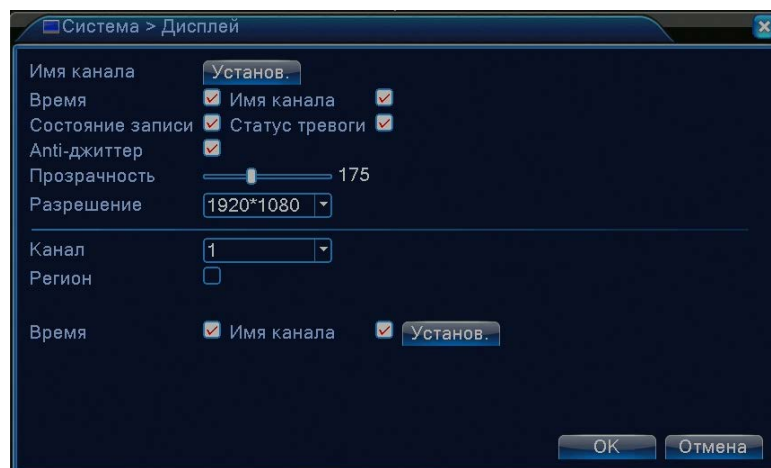 Система > Дисплей
Имя канала Установ.
Время Имя канала
Состояние записи Статус тревоги
Anti-джиттер
Прозрачность 175
Разрешение 1920*1080
Канал 1
Регион
Время Имя канала Установ.
OK Отмена